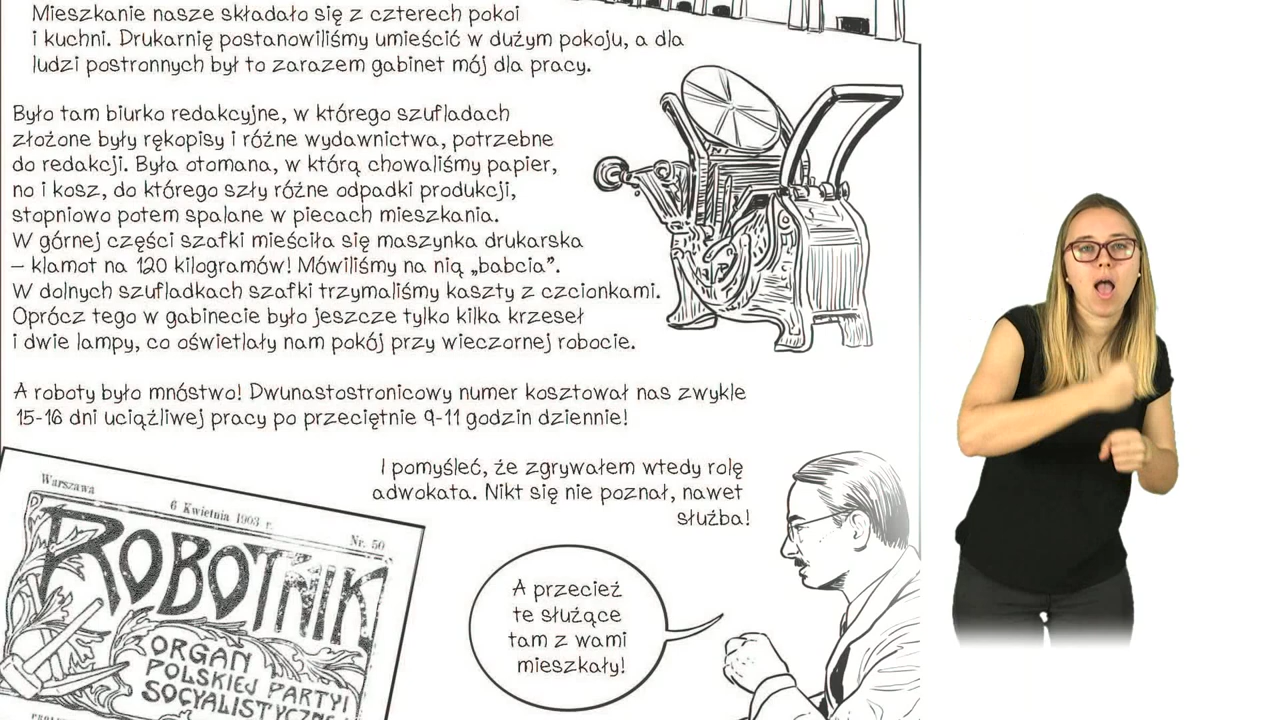 Mieszkanie nasze składało się z czterech pokoi
i kuchni. Drukarnię postanowiliśmy umieścić w dużym pokoju, a dla
ludzi postronnych był to zarazem gabinet mój dla pracy.
Było tam biurko redakcyjne, w którego szufladach
złożone były rękopisy i różne wydawnictwa, potrzebne
do redakcji. Była otomana, w którą chowaliśmy papier,
no i kosz, do którego szły różne odpadki produkcji,
stopniowo potem spalane w piecach mieszkania.
W górnej części szafki mieściła się maszynka drukarska
– klamot na 120 kilogramów! Mówiliśmy na nią „babcia”.
W dolnych szufladkach szafki trzymaliśmy kaszty z czcionkami.
Oprócz tego w gabinecie było jeszcze tylko kilka krzeseł
i dwie lampy, co oświetlały nam pokój przy wieczornej robocie.
A roboty było mnóstwo! Dwunastostronicowy numer kosztował nas zwykle
15-16 dni uciążliwej pracy po przeciętnie 9-11 godzin dziennie!
I pomyśleć, że zgrywałem wtedy rolę
adwokata. Nikt się nie poznał, nawet
służba!
A przecież
te służące
tam z wami
mieszkały!
Warszawa
6 Kwietnia 1903 r.
Nr. 50
ROBOTNIK
ORGAN
POLSKIEJ PARTYI
SOCYALISTYCZNEJ